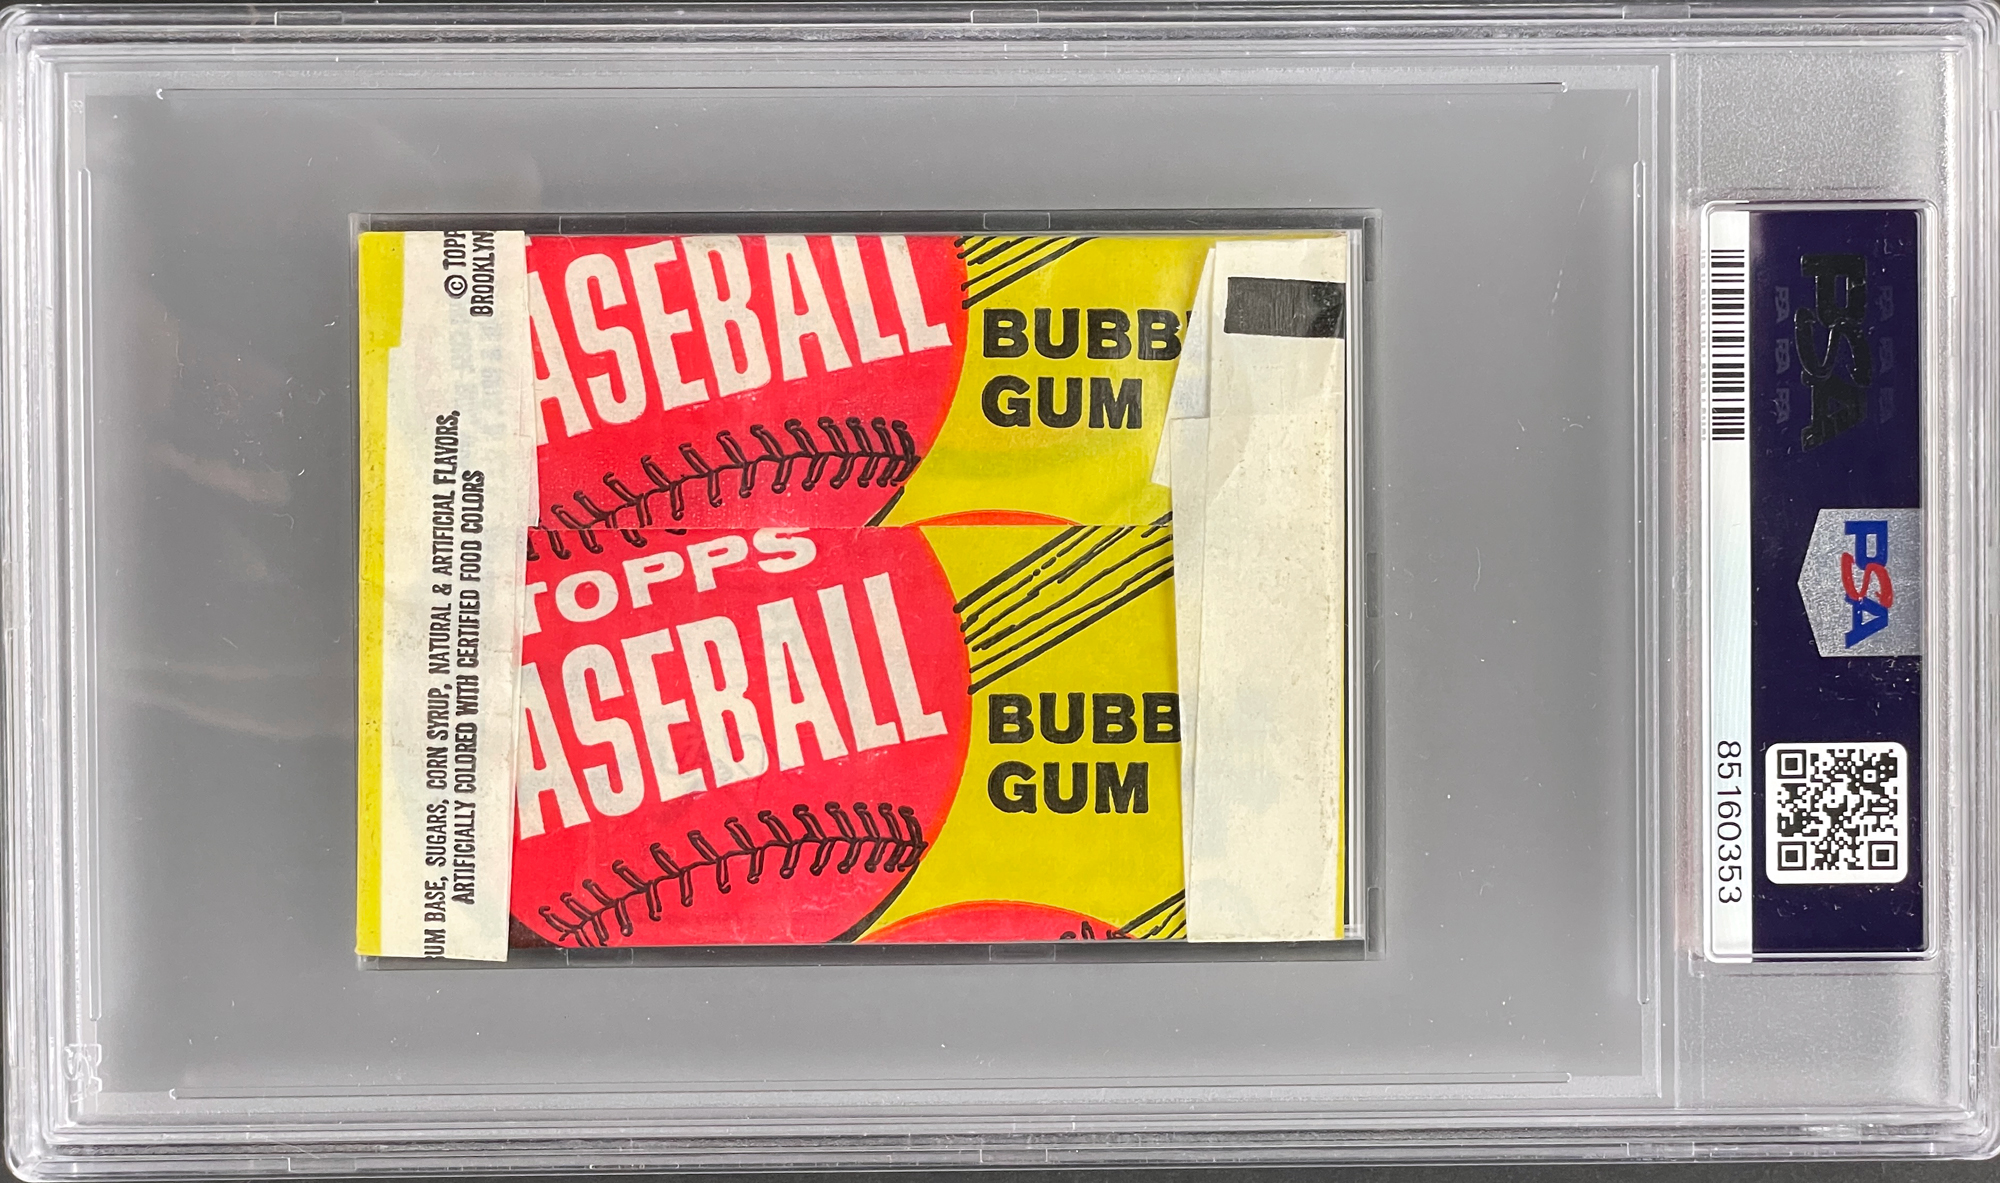 © TOPP
BROOKLYN
UM BASE, SUGARS, CORN SYRUP, NATURAL & ARTIFICIAL FLAVORS,
ARTIFICIALLY COLORED WITH CERTIFIED FOOD COLORS
ASEBALL
BUBB
GUM
TOPPS
ASEBALL
BUBB
GUM
PSA
PSA
85160353